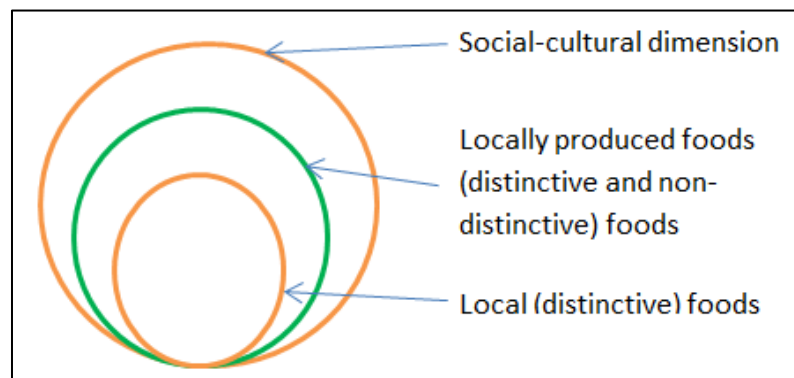 Social-cultural dimension
Locally produced foods
(distinctive and non-
distinctive) foods
Local (distinctive) foods